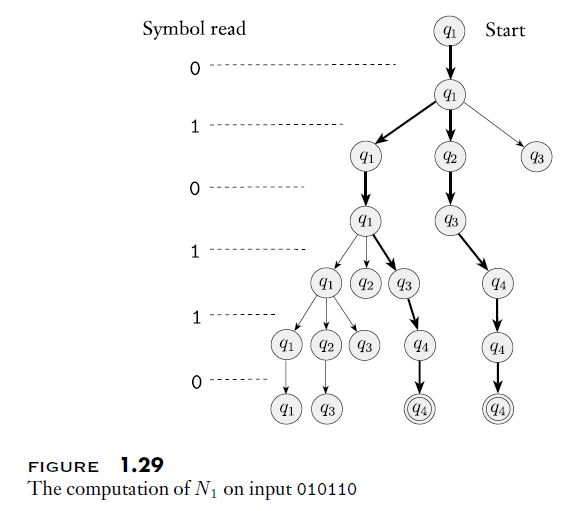 Symbol read q1 Start
0
q1
1
q1 q2 q3
0
q1 q3
1
q1 q2 q3 q4
1
q1 q2 q3 q4 q4
0
q1 q3 q4 q4
FIGURE 1.29
The computation of N1 on input 010110